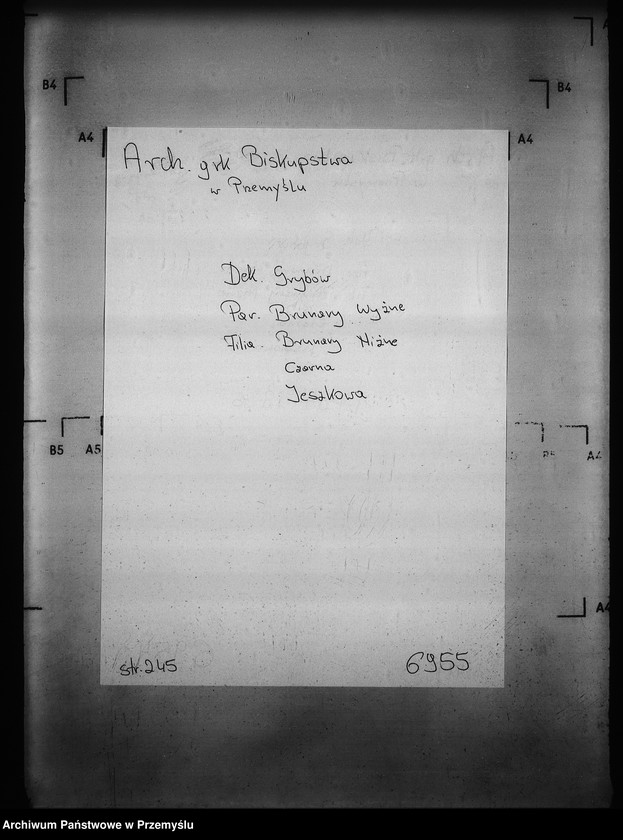 B4
B4
A4
A4
Arch. grk Biskupstwa
w Przemyślu
Dek. Grybów
Par. Brunary Wyżne
Filia. Brunary Niżne
Czarna
Jeszkowa
B5 A5
A4
A4
str. 245
6955
Archiwum Państwowe w Przemyślu